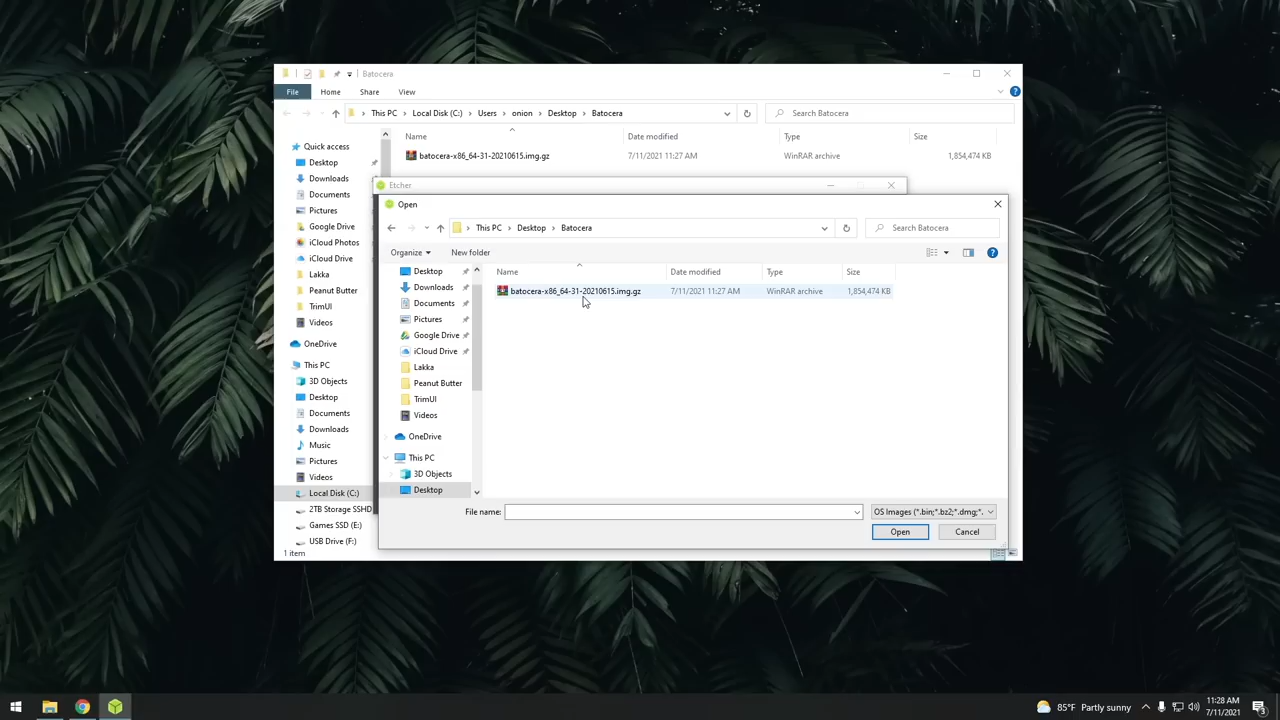 Batocera
File Home Share View
This PC Local Disk (C:) Users onion Desktop Batocera Search Batocera
Name Date modified Type Size
batocera-x86_64-31-20210615.img.gz 7/11/2021 11:27 AM WinRAR archive 1,854,474 KB
Quick access
Desktop
Downloads
Documents
Pictures
Google Drive
iCloud Photos
iCloud Drive
Lakka
Peanut Butter
TrimUI
Videos
OneDrive
This PC
3D Objects
Desktop
Documents
Downloads
Music
Pictures
Videos
Local Disk (C:)
2TB Storage SSHD
Games SSD (E:)
USB Drive (F:)
1 item
Etcher
Open
This PC Desktop Batocera Search Batocera
Organize New folder
Name Date modified Type Size
batocera-x86_64-31-20210615.img.gz 7/11/2021 11:27 AM WinRAR archive 1,854,474 KB
Desktop
Downloads
Documents
Pictures
Google Drive
iCloud Drive
Lakka
Peanut Butter
TrimUI
Videos
OneDrive
This PC
3D Objects
Desktop
File name: OS Images (*.bin;*.bz2;*.dmg;*.
Open Cancel
85°F Partly sunny 11:28 AM
7/11/2021
3